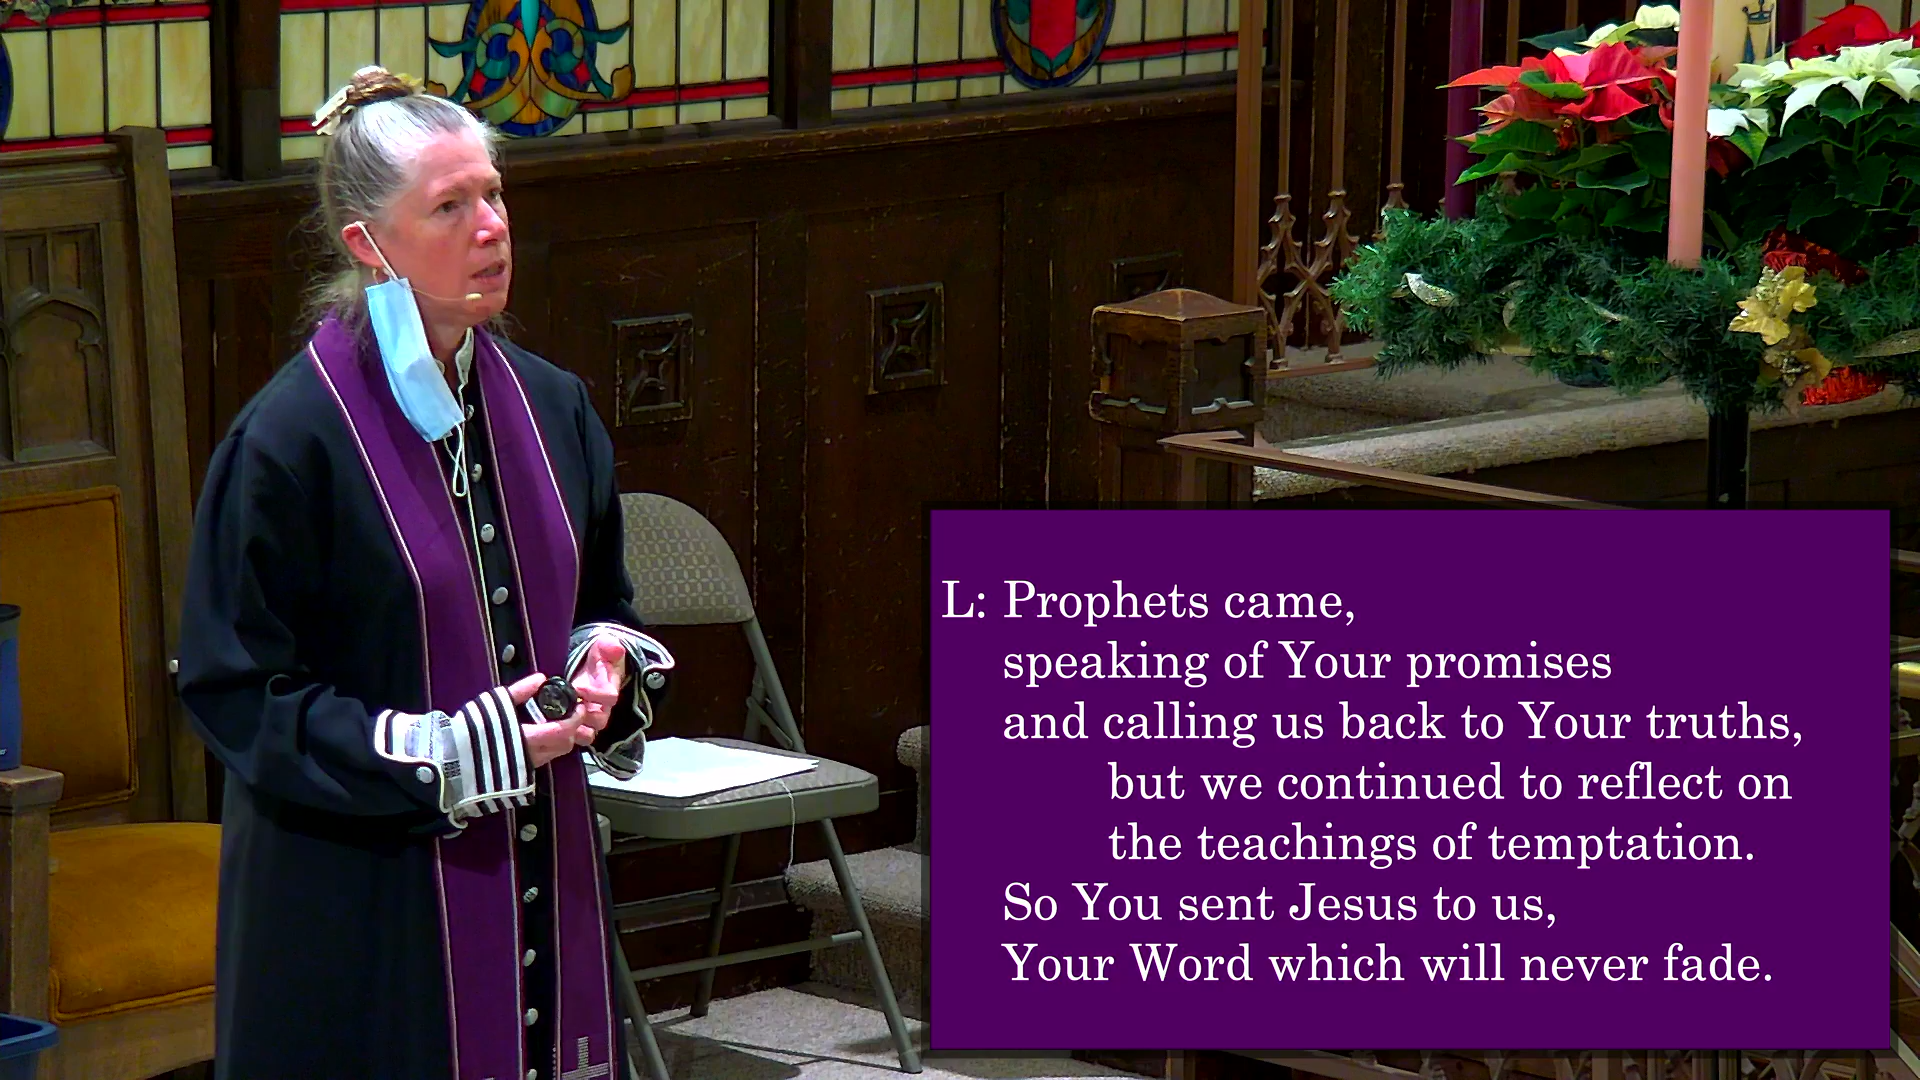 L: Prophets came,
speaking of Your promises
and calling us back to Your truths,
but we continued to reflect on
the teachings of temptation.
So You sent Jesus to us,
Your Word which will never fade.